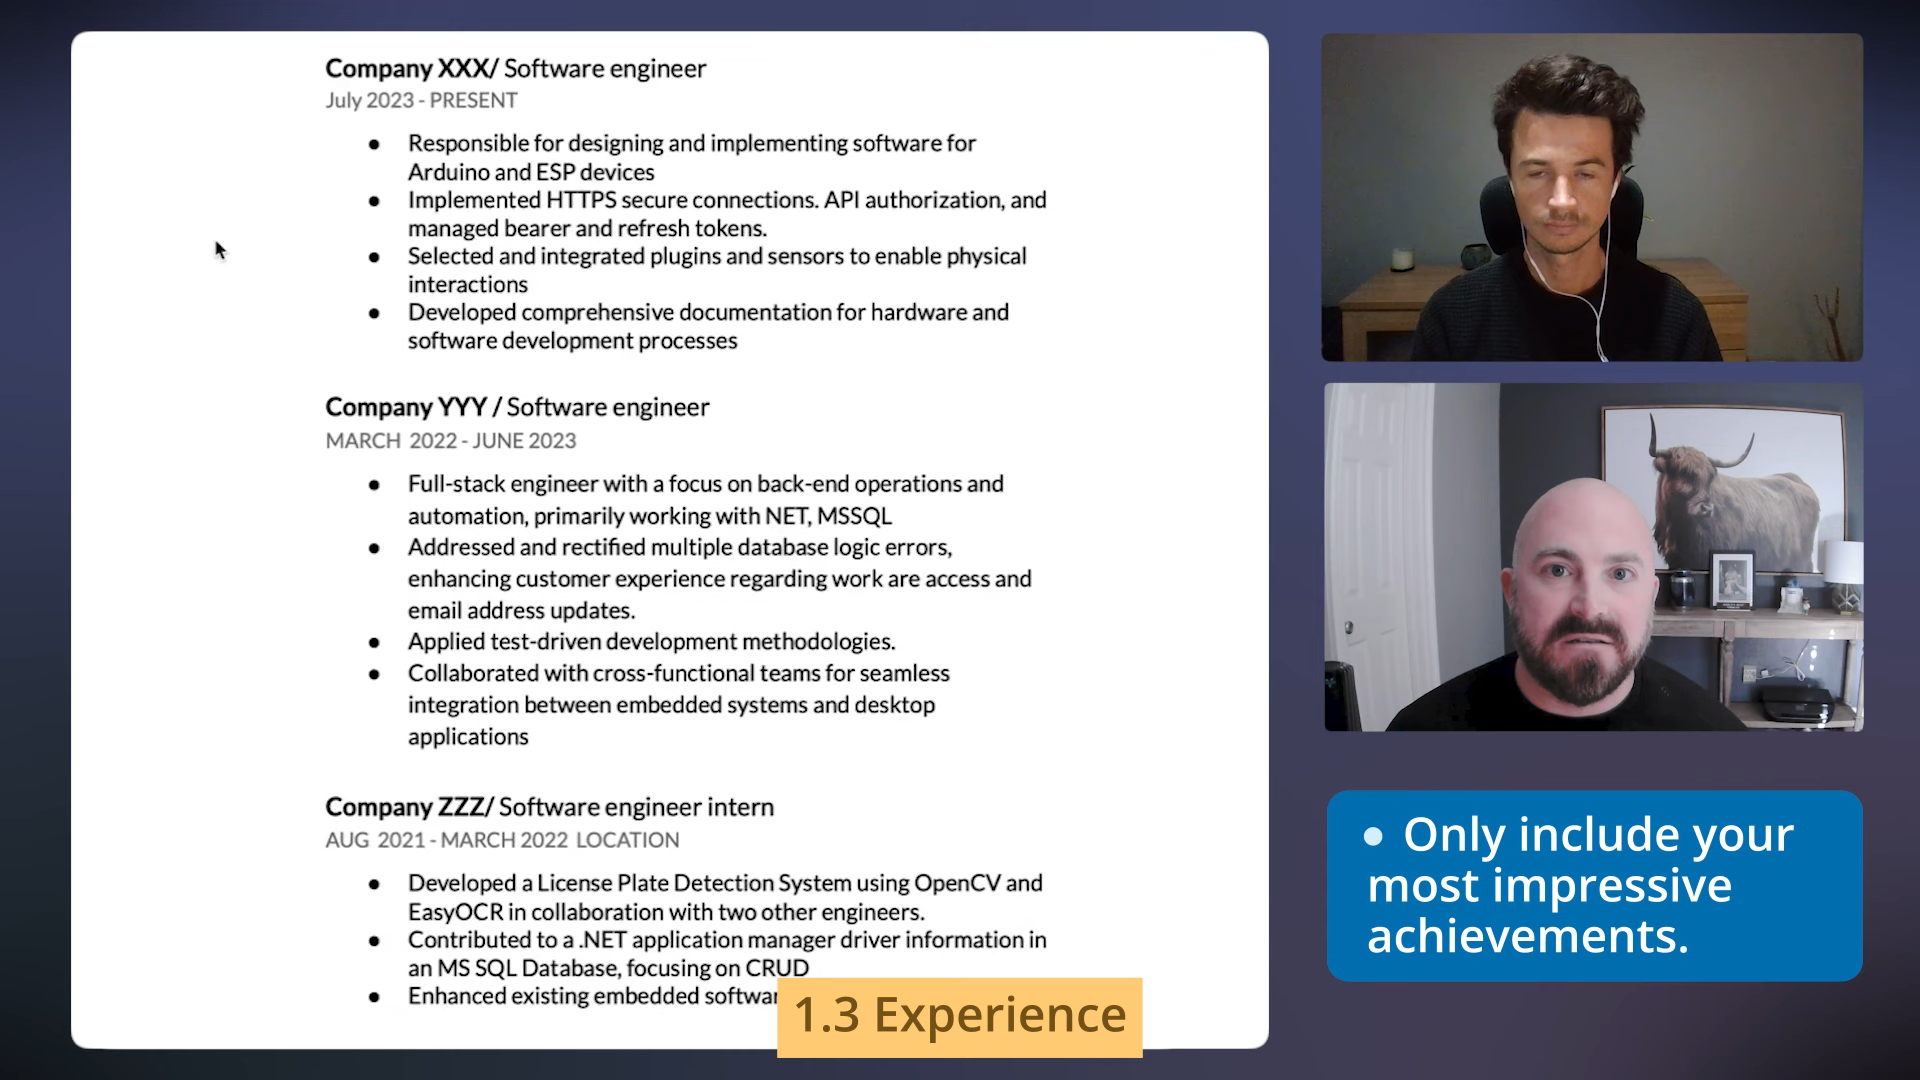 Company XXX/ Software engineer
July 2023 - PRESENT
● Responsible for designing and implementing software for
Arduino and ESP devices
● Implemented HTTPS secure connections. API authorization, and
managed bearer and refresh tokens.
● Selected and integrated plugins and sensors to enable physical
interactions
● Developed comprehensive documentation for hardware and
software development processes
Company YYY / Software engineer
MARCH 2022 - JUNE 2023
● Full-stack engineer with a focus on back-end operations and
automation, primarily working with NET, MSSQL
● Addressed and rectified multiple database logic errors,
enhancing customer experience regarding work are access and
email address updates.
● Applied test-driven development methodologies.
● Collaborated with cross-functional teams for seamless
integration between embedded systems and desktop
applications
Company ZZZ/ Software engineer intern
AUG 2021 - MARCH 2022 LOCATION
● Developed a License Plate Detection System using OpenCV and
EasyOCR in collaboration with two other engineers.
● Contributed to a .NET application manager driver information in
an MS SQL Database, focusing on CRUD
● Enhanced existing embedded softwar
1.3 Experience
● Only include your
most impressive
achievements.